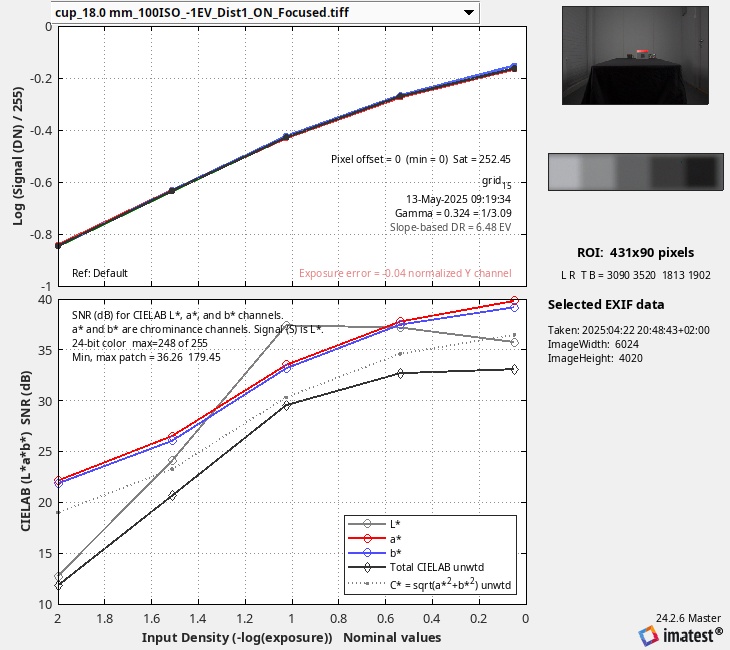 cup_18.0 mm_100ISO_-1EV_Dist1_ON_Focused.tiff
0
-0.2
-0.4
-0.6
-0.8
-1
Log (Signal (DN) / 255)
Pixel offset = 0 (min = 0) Sat = 252.45
grid15
13-May-2025 09:19:34
Gamma = 0.324 = 1/3.09
Slope-based DR = 6.48 EV
Ref: Default
Exposure error = -0.04 normalized Y channel
ROI: 431x90 pixels
L R T B = 3090 3520 1813 1902
Selected EXIF data
Taken: 2025:04:22 20:48:43+02:00
ImageWidth: 6024
ImageHeight: 4020
40
35
30
25
20
15
10
CIELAB (L*a*b*) SNR (dB)
SNR (dB) for CIELAB L*, a*, and b* channels.
a* and b* are chrominance channels. Signal (S) is L*.
24-bit color max=248 of 255
Min, max patch = 36.26 179.45
L*
a*
b*
Total CIELAB unwtd
C* = sqrt(a*2+b*2) unwtd
2 1.8 1.6 1.4 1.2 1 0.8 0.6 0.4 0.2 0
Input Density (-log(exposure)) Nominal values
24.2.6 Master
imatest®